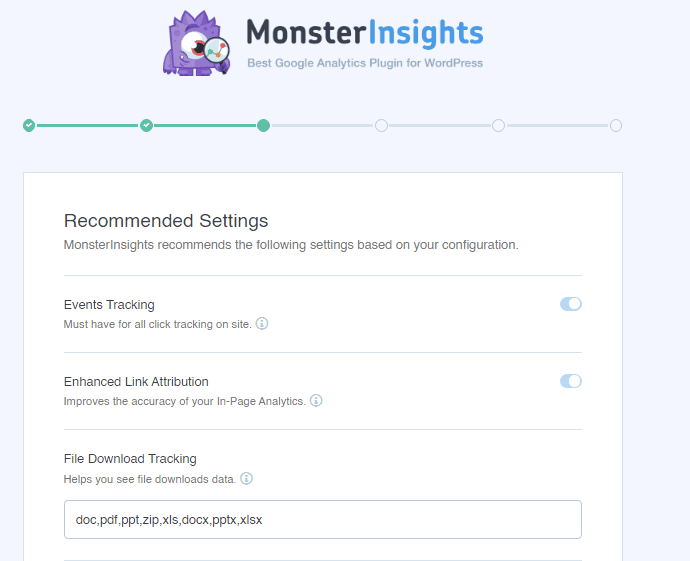 MonsterInsights
Best Google Analytics Plugin for WordPress
Recommended Settings
MonsterInsights recommends the following settings based on your configuration.
Events Tracking
Must have for all click tracking on site.
Enhanced Link Attribution
Improves the accuracy of your In-Page Analytics.
File Download Tracking
Helps you see file downloads data.
doc,pdf,ppt,zip,xls,docx,pptx,xlsx